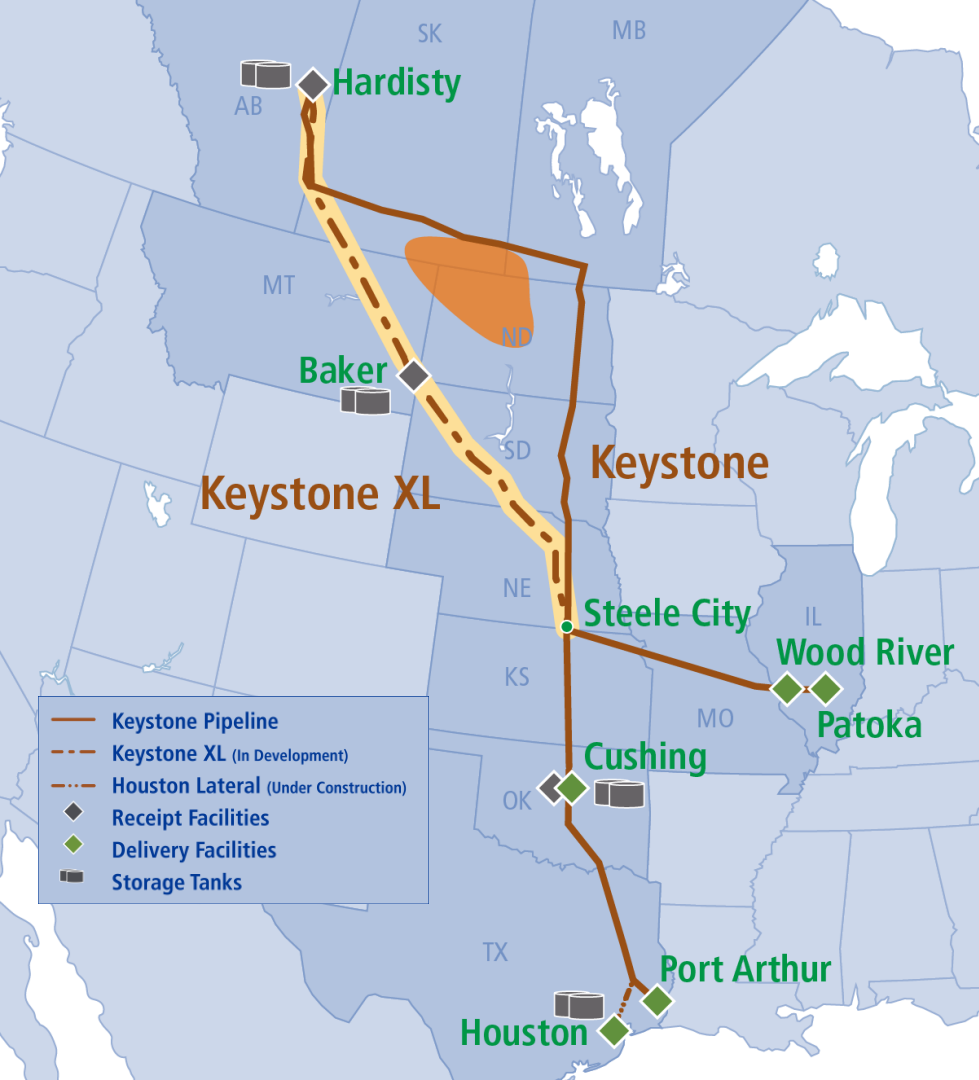 SK
MB
Hardisty
AB
MT
ND
Baker
SD
Keystone
Keystone XL
NE
Steele City
IL
Wood River
KS
MO
Patoka
Keystone Pipeline
Keystone XL (In Development)
Houston Lateral (Under Construction)
Receipt Facilities
Delivery Facilities
Storage Tanks
Cushing
OK
TX
Port Arthur
Houston